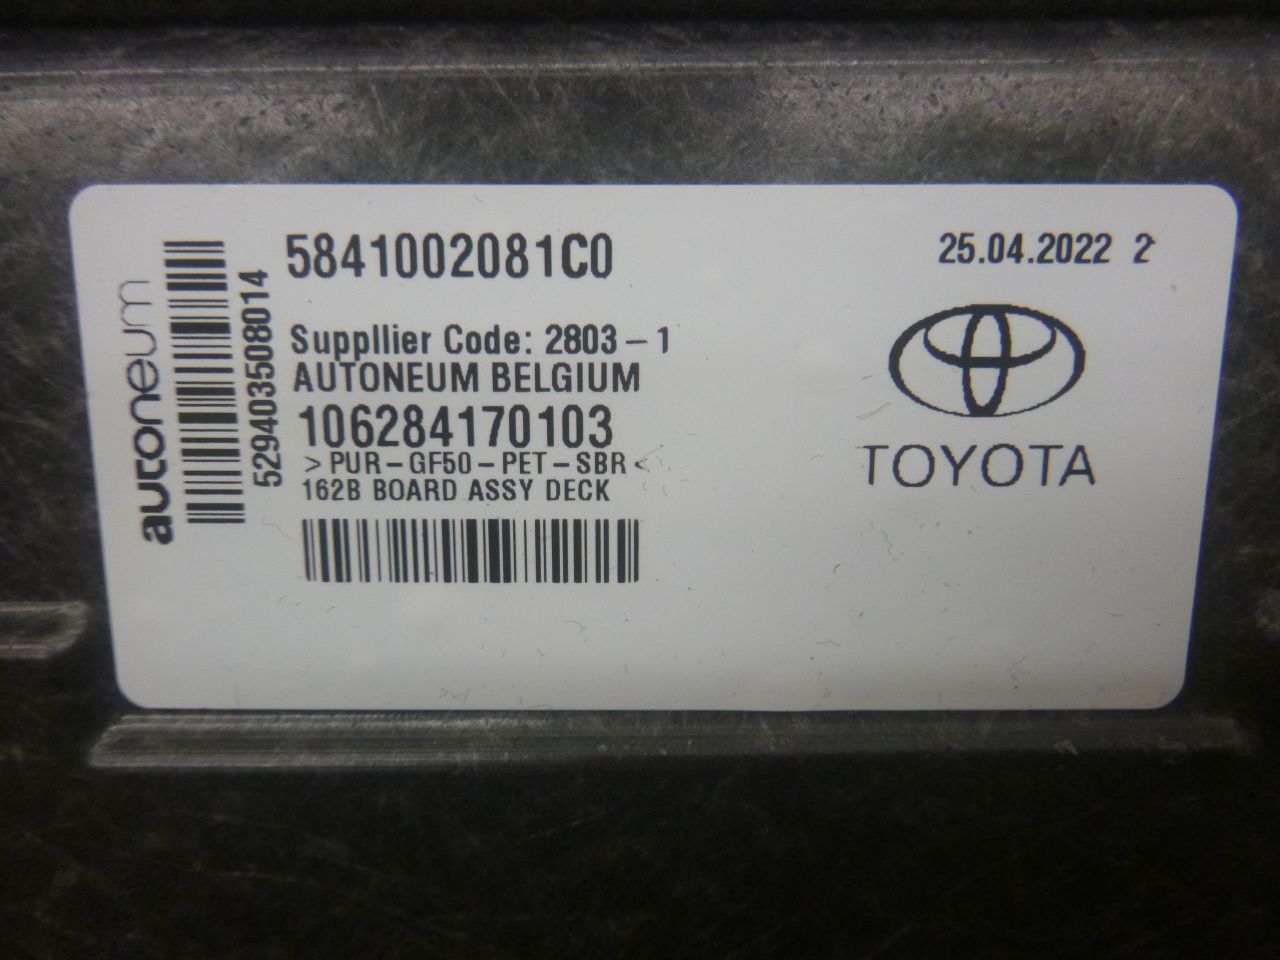 autoneum
5294035508014
5841002081C0
25.04.2022 2
Suppllier Code: 2803-1
AUTONEUM BELGIUM
106284170103
>PUR-GF50-PET-SBR<
162B BOARD ASSY DECK
TOYOTA